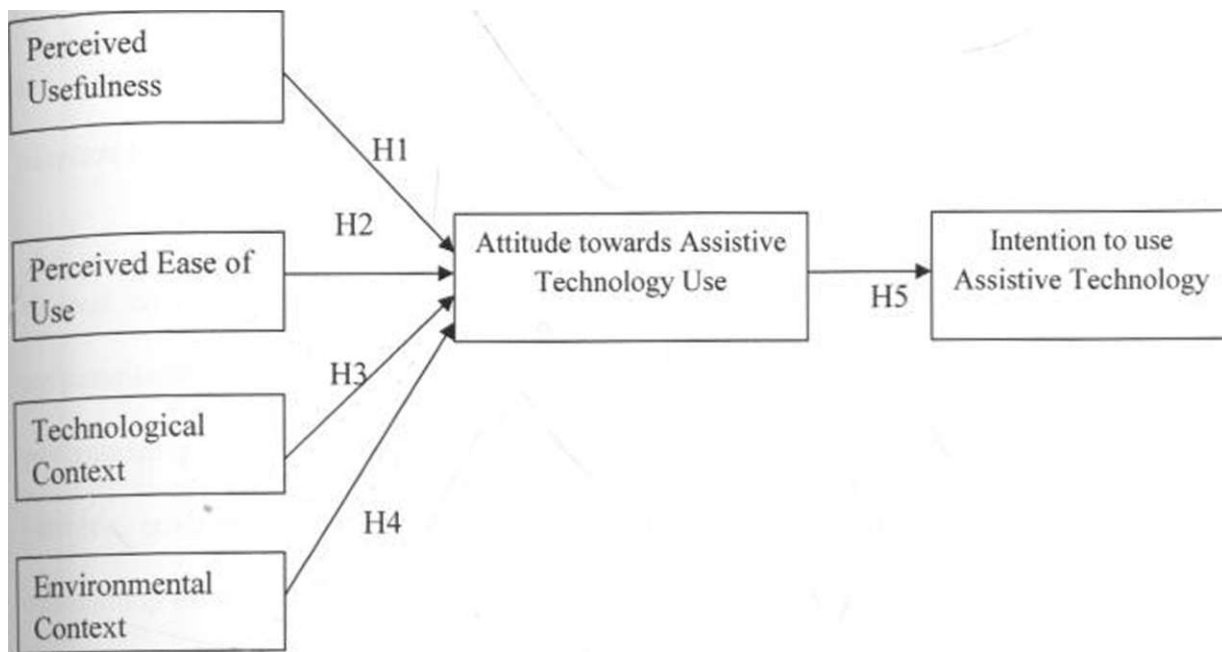 Perceived
Usefulness
H1
H2
Perceived Ease of
Use
Attitude towards Assistive
Technology Use
H5
Intention to use
Assistive Technology
H3
Technological
Context
H4
Environmental
Context